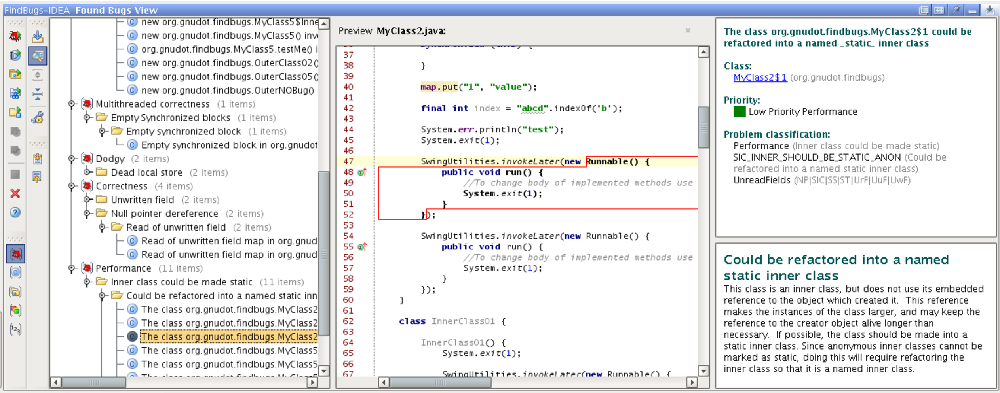 FindBugs-IDEA Found Bugs View
new org.gnudot.findbugs.MyClass5$Inne
new org.gnudot.findbugs.MyClass5() inv
org.gnudot.findbugs.MyClass5.testMe() i
new org.gnudot.findbugs.OuterClass02()
new org.gnudot.findbugs.OuterClass05()
new org.gnudot.findbugs.OuterNOBug()
Multithreaded correctness (1 items)
Empty Synchronized blocks (1 items)
Empty synchronized block (1 items)
Empty synchronized block in org.gnudot
Dodgy (2 items)
Dead local store (2 items)
Correctness (4 items)
Unwritten field (2 items)
Null pointer dereference (2 items)
Read of unwritten field (2 items)
Read of unwritten field map in org.gnud
Read of unwritten field map in org.gnud
Performance (11 items)
Inner class could be made static (11 items)
Could be refactored into a named static inn
The class org.gnudot.findbugs.MyClass2
The class org.gnudot.findbugs.MyClass2
The class org.gnudot.findbugs.MyClass2
The class org.gnudot.findbugs.MyClass5
The class org.gnudot.findbugs.MyClass5
Preview MyClass2.java:
37
38 }
39
40 map.put("1", "value");
41
42 final int index = "abcd".indexOf('b');
43
44 System.err.println("test");
45 System.exit(1);
46
47 SwingUtilities.invokeLater(new Runnable() {
48 public void run() {
49 //To change body of implemented methods use
50 System.exit(1);
51 }
52 });
53
54 SwingUtilities.invokeLater(new Runnable() {
55 public void run() {
56 //To change body of implemented methods use
57 System.exit(1);
58 }
59 });
60 }
61
62 class InnerClass01 {
63
64 InnerClass01() {
65 System.exit(1);
66
67 SwingUtilities.invokeLater(new Runnable() {
The class org.gnudot.findbugs.MyClass2$1 could be
refactored into a named _static_ inner class
Class:
MyClass2$1 (org.gnudot.findbugs)
Priority:
Low Priority Performance
Problem classification:
Performance (Inner class could be made static)
SIC_INNER_SHOULD_BE_STATIC_ANON (Could be
refactored into a named static inner class)
UnreadFields (NP|SIC|SS|ST|UrF|UuF|UwF)
Could be refactored into a named
static inner class
This class is an inner class, but does not use its embedded
reference to the object which created it. This reference
makes the instances of the class larger, and may keep the
reference to the creator object alive longer than
necessary. If possible, the class should be made into a
static inner class. Since anonymous inner classes cannot be
marked as static, doing this will require refactoring the
inner class so that it is a named inner class.